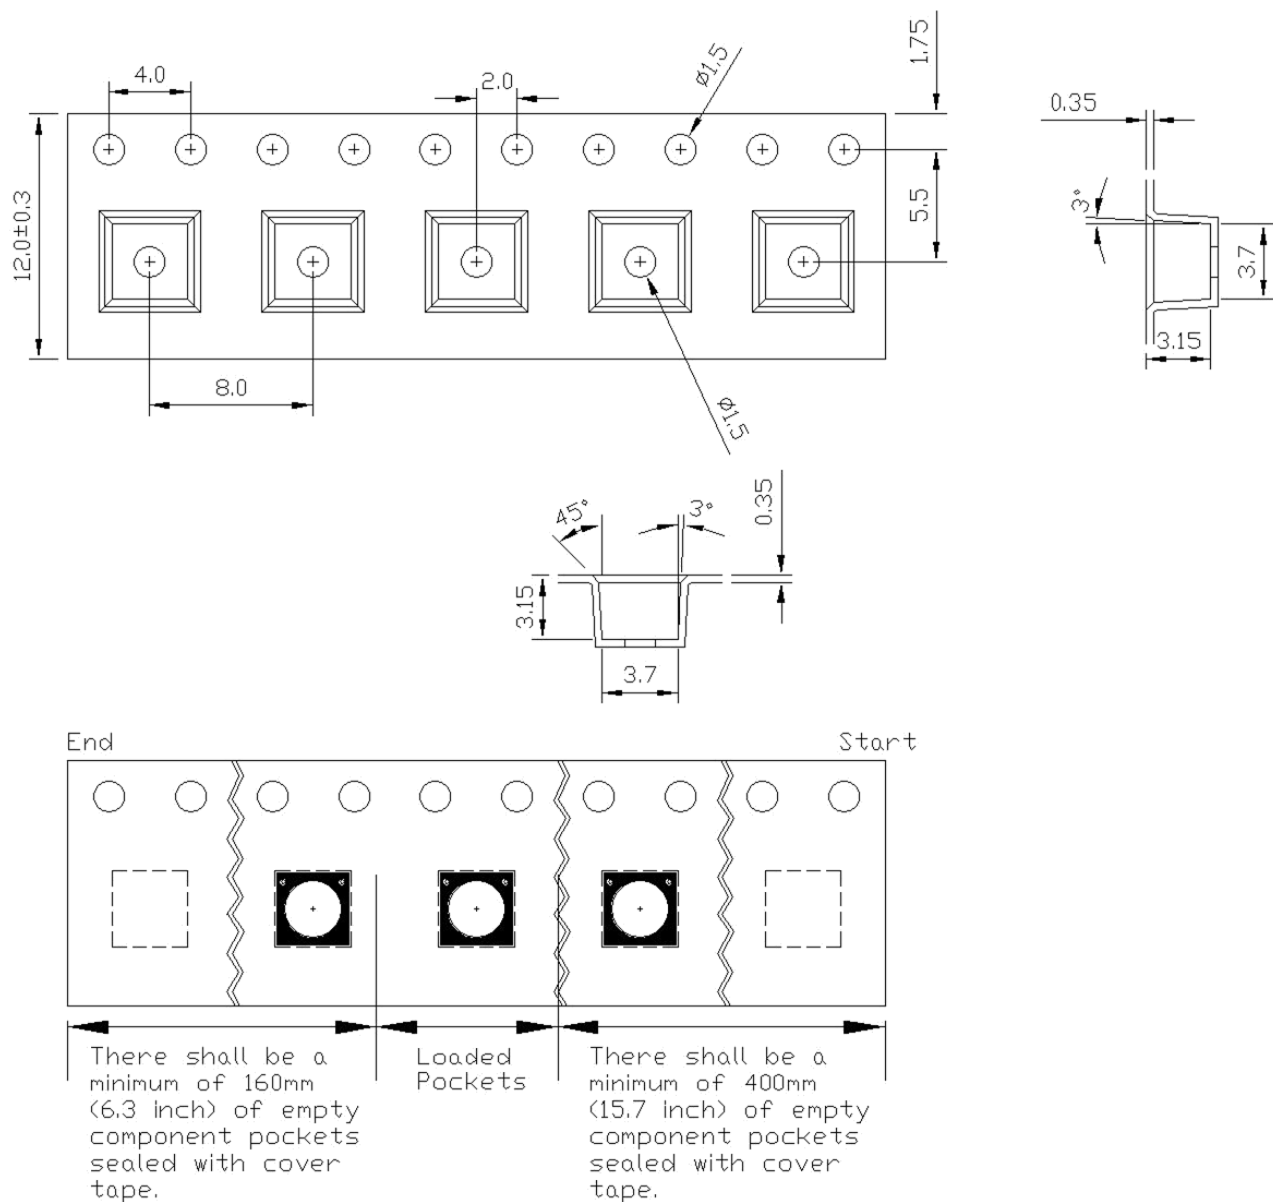 4.0
2.0
ø1.5
1.75
0.35
12.0±0.3
5.5
3°
3.7
3.15
8.0
ø1.5
45°
3°
0.35
3.15
3.7
End
Start
There shall be a
minimum of 160mm
(6.3 inch) of empty
component pockets
sealed with cover
tape.
Loaded
Pockets
There shall be a
minimum of 400mm
(15.7 inch) of empty
component pockets
sealed with cover
tape.